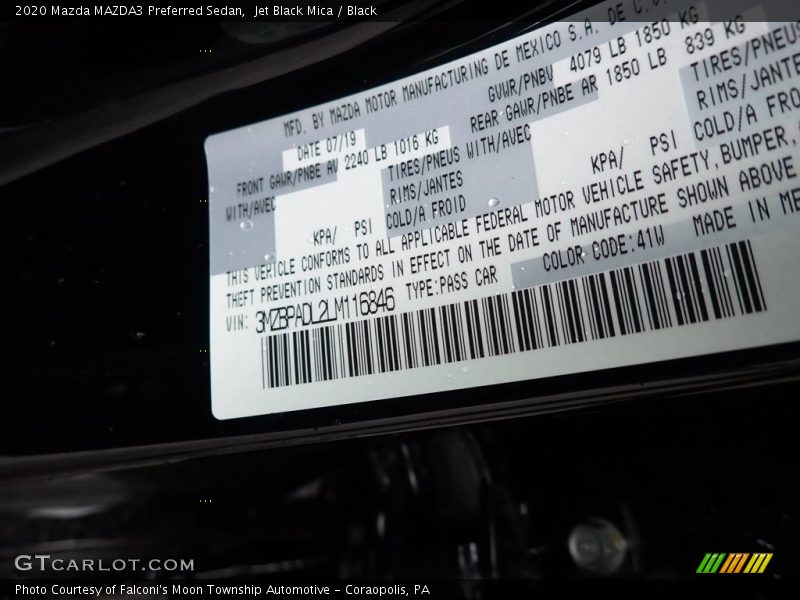 2020 Mazda MAZDA3 Preferred Sedan, Jet Black Mica / Black
MFD. BY MAZDA MOTOR MANUFACTURING DE MEXICO S.A. DE C.
DATE 07/19 GVWR/PNBV 4079 LB 1850 KG
FRONT GAWR/PNBE AV 2240 LB 1016 KG REAR GAWR/PNBE AR 1850 LB 839 KG
WITH/AVEC TIRES/PNEUS WITH/AVEC TIRES/PNEUS
RIMS/JANTES RIMS/JANTE
KPA/ PSI COLD/A FROID KPA/ PSI COLD/A FRO
THIS VEHICLE CONFORMS TO ALL APPLICABLE FEDERAL MOTOR VEHICLE SAFETY, BUMPER,
THEFT PREVENTION STANDARDS IN EFFECT ON THE DATE OF MANUFACTURE SHOWN ABOVE.
VIN: 3MZBPADL2LM116846 TYPE:PASS CAR COLOR CODE:41W MADE IN ME
GTCARLOT.COM
Photo Courtesy of Falconi's Moon Township Automotive – Coraopolis, PA